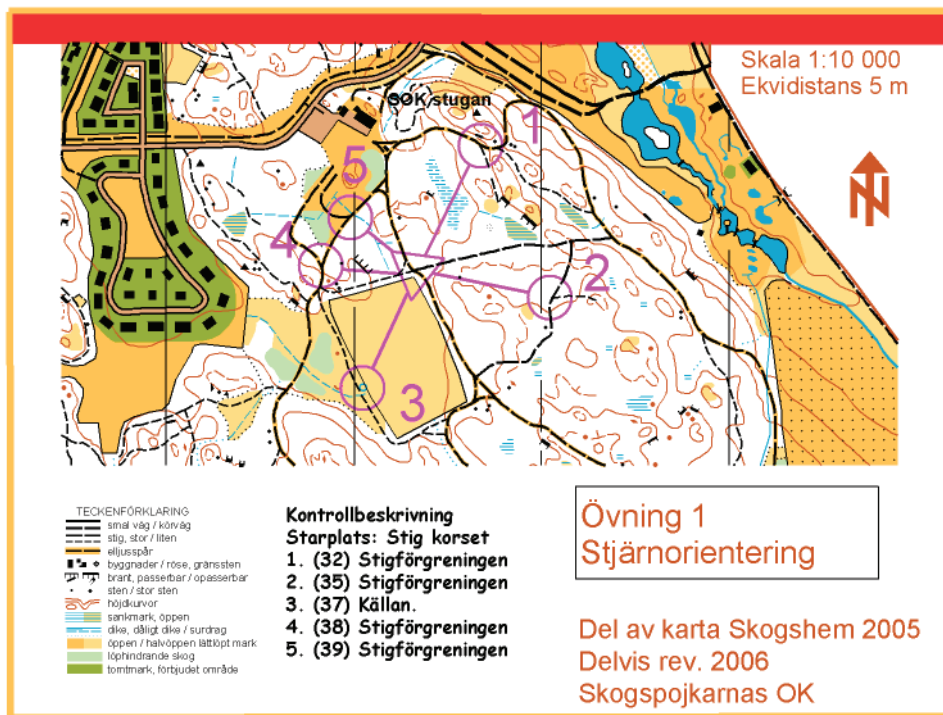 Skala 1:10 000
Ekvidistans 5 m
SOK stugan
1
5
4
2
3
N
TECKENFÖRKLARING
smal väg / körväg
stig, stor / liten
elljusspår
byggnader / röse, gränssten
brant, passerbar / opasserbar
sten / stor sten
höjdkurvor
sankmark, öppen
dike, dåligt dike / surdrag
öppen / halvöppen lättlöpt mark
löphindrande skog
tomtmark, förbjudet område
Kontrollbeskrivning
Starplats: Stig korset
1. (32) Stigförgreningen
2. (35) Stigförgreningen
3. (37) Källan.
4. (38) Stigförgreningen
5. (39) Stigförgreningen
Övning 1
Stjärnorientering
Del av karta Skogshem 2005
Delvis rev. 2006
Skogspojkarnas OK